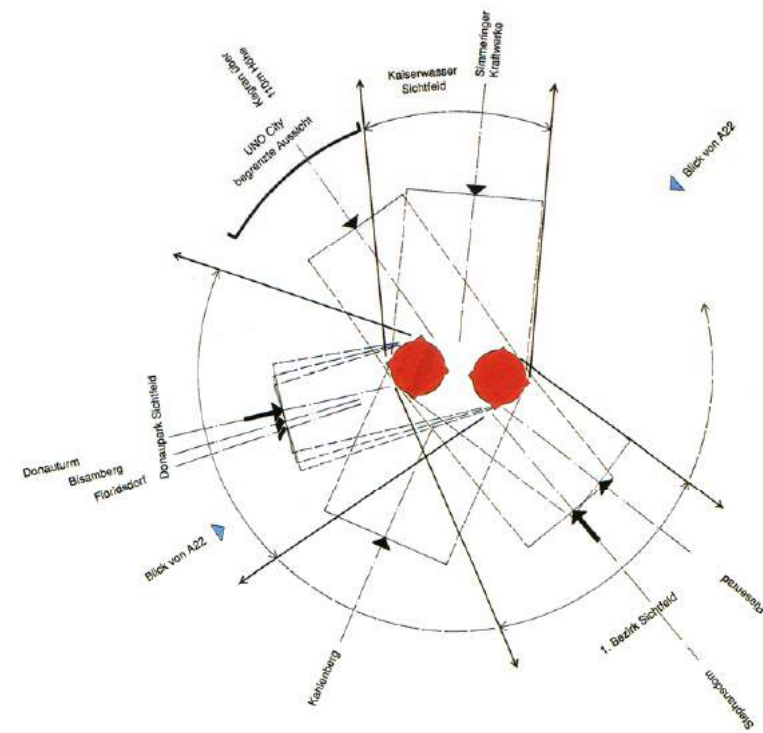 Kagran über
110m Höhe
UNO City
begrenzte Aussicht
Kaiserwasser
Sichtfeld
Simmeringer
Kraftwerke
Blick von A22
Donauturm
Bisamberg
Floridsdorf
Donaupark Sichtfeld
Blick von A22
Kahlenberg
1. Bezirk Sichtfeld
Riesenrad
Stephansdom